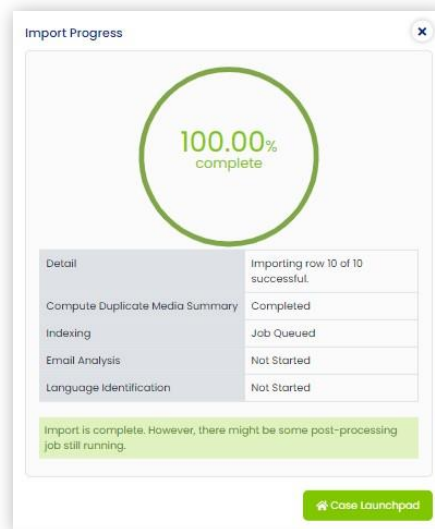 Import Progress
100.00%
complete
Detail
Importing row 10 of 10
successful.
Compute Duplicate Media Summary
Completed
Indexing
Job Queued
Email Analysis
Not Started
Language Identification
Not Started
Import is complete. However, there might be some post-processing
job still running.
Case Launchpad